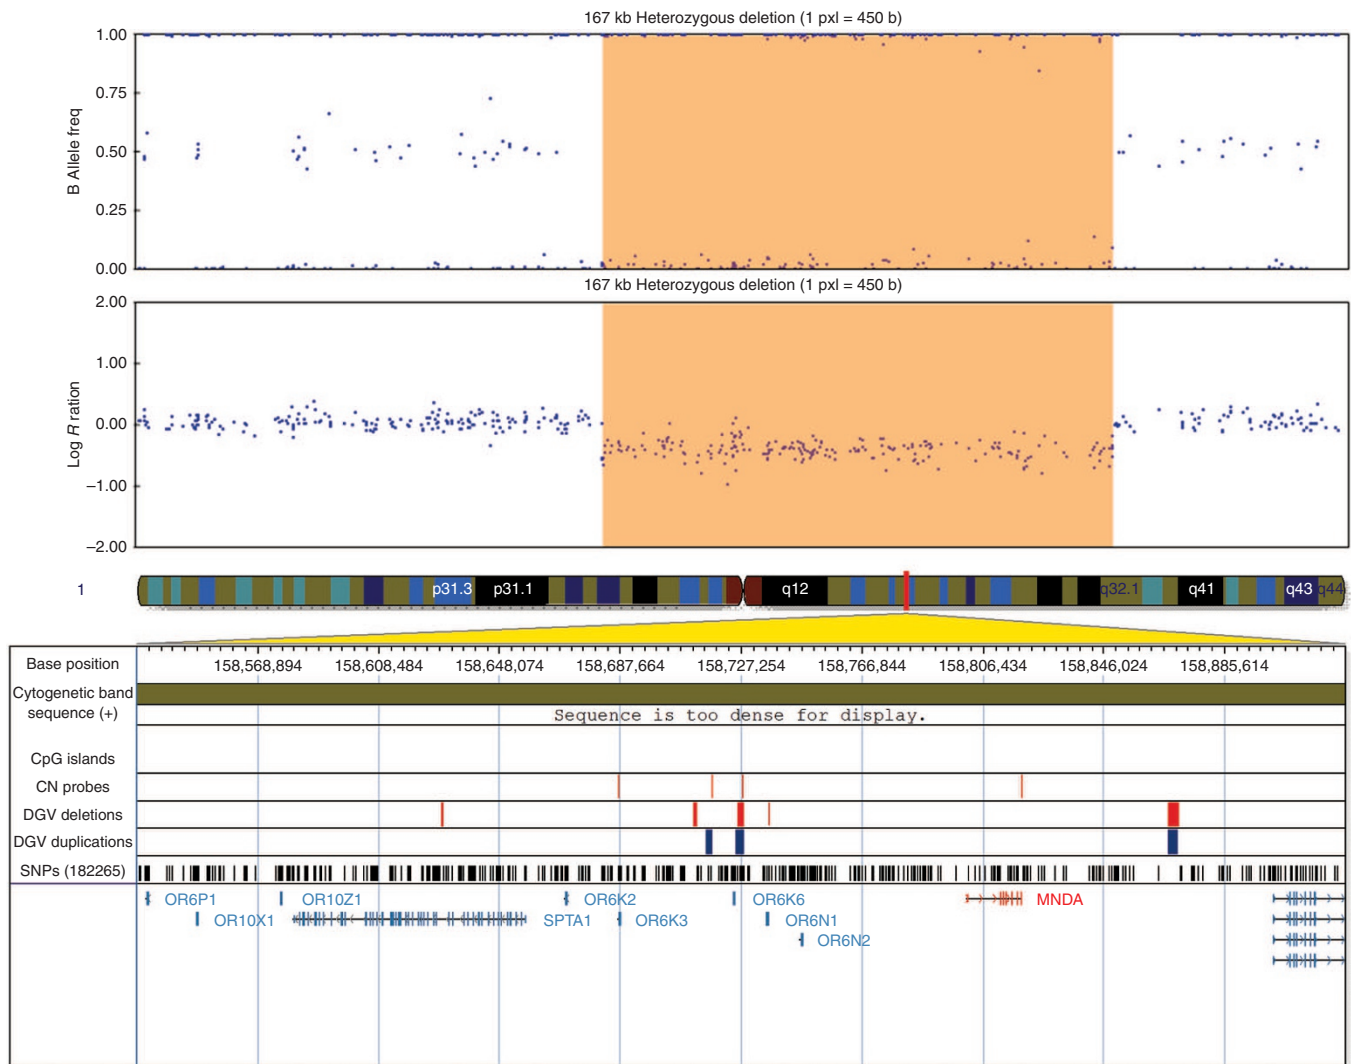 167 kb Heterozygous deletion (1 pxl = 450 b)
1.00
0.75
0.50
0.25
0.00
B Allele freq
167 kb Heterozygous deletion (1 pxl = 450 b)
2.00
1.00
0.00
−1.00
−2.00
Log R ration
1 p31.3 p31.1 q12 q32.1 q41 q43 q44
Base position 158,568,894 158,608,484 158,648,074 158,687,664 158,727,254 158,766,844 158,806,434 158,846,024 158,885,614
Cytogenetic band
sequence (+)
Sequence is too dense for display.
CpG islands
CN probes
DGV deletions
DGV duplications
SNPs (182265)
OR6P1 OR10Z1 OR6K2 OR6K6 MNDA
OR10X1 SPTA1 OR6K3 OR6N1
OR6N2